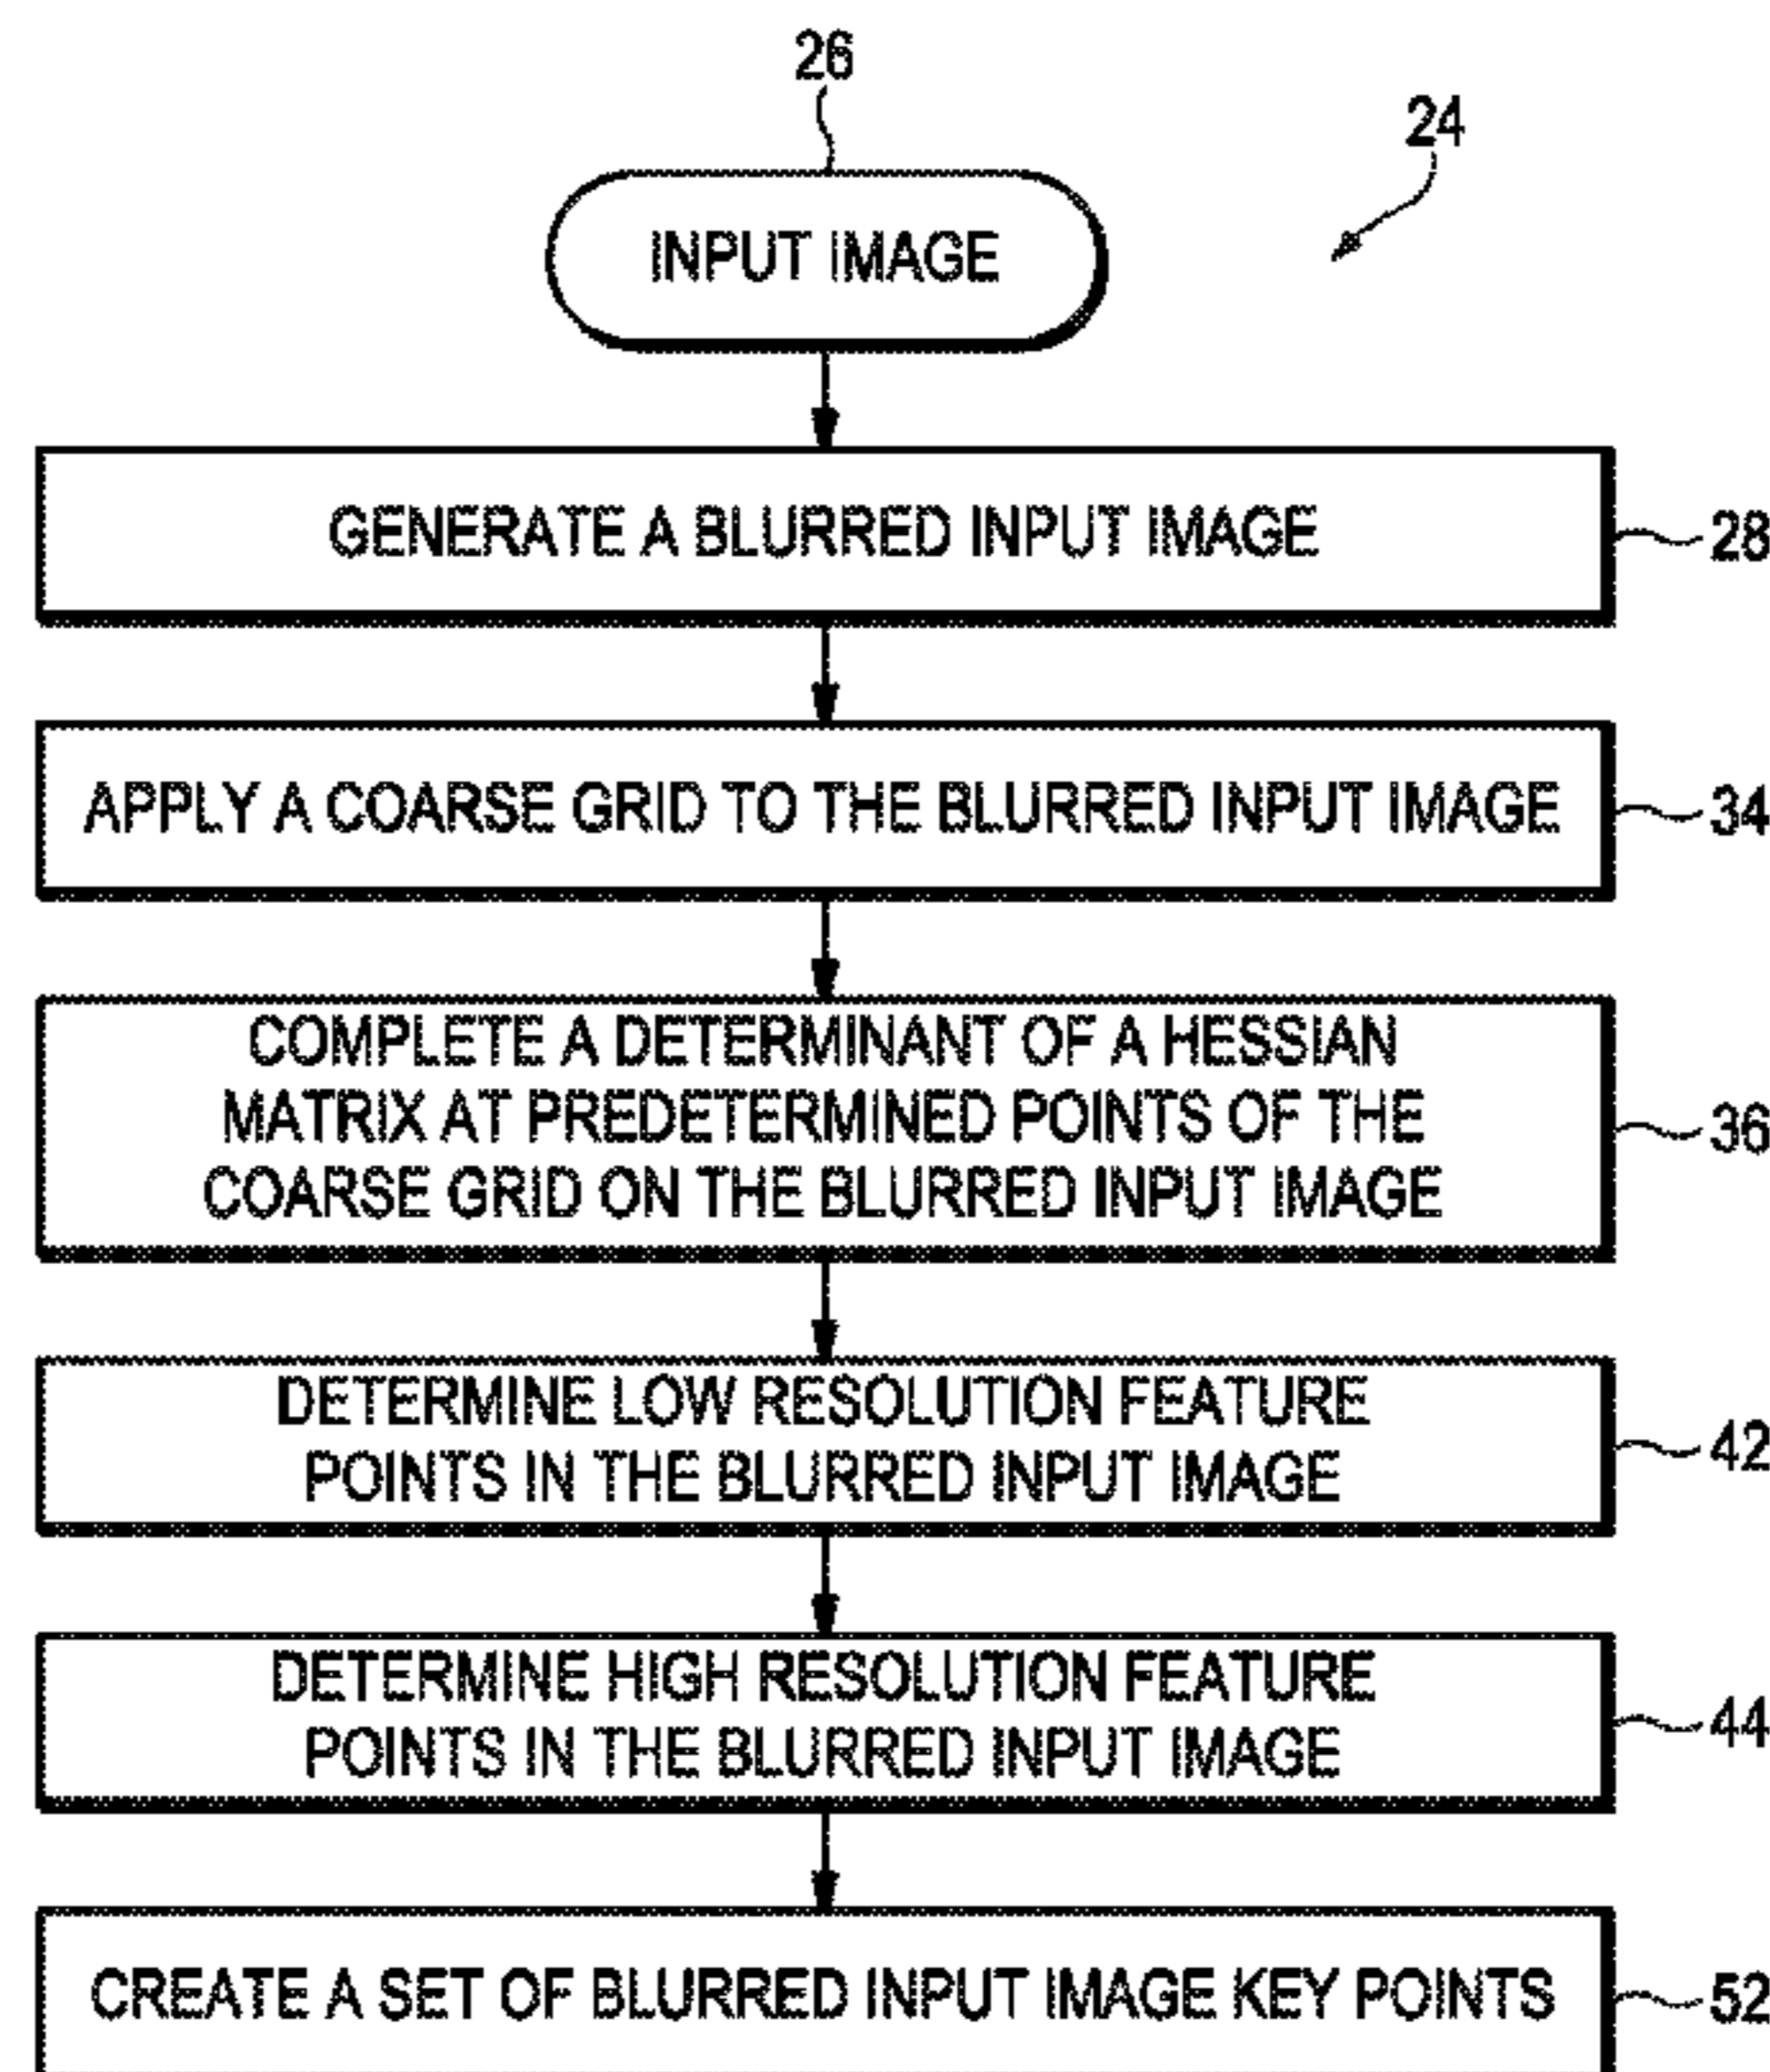 26
24
INPUT IMAGE
GENERATE A BLURRED INPUT IMAGE
28
APPLY A COARSE GRID TO THE BLURRED INPUT IMAGE
34
COMPLETE A DETERMINANT OF A HESSIAN
MATRIX AT PREDETERMINED POINTS OF THE
COARSE GRID ON THE BLURRED INPUT IMAGE
36
DETERMINE LOW RESOLUTION FEATURE
POINTS IN THE BLURRED INPUT IMAGE
42
DETERMINE HIGH RESOLUTION FEATURE
POINTS IN THE BLURRED INPUT IMAGE
44
CREATE A SET OF BLURRED INPUT IMAGE KEY POINTS
52